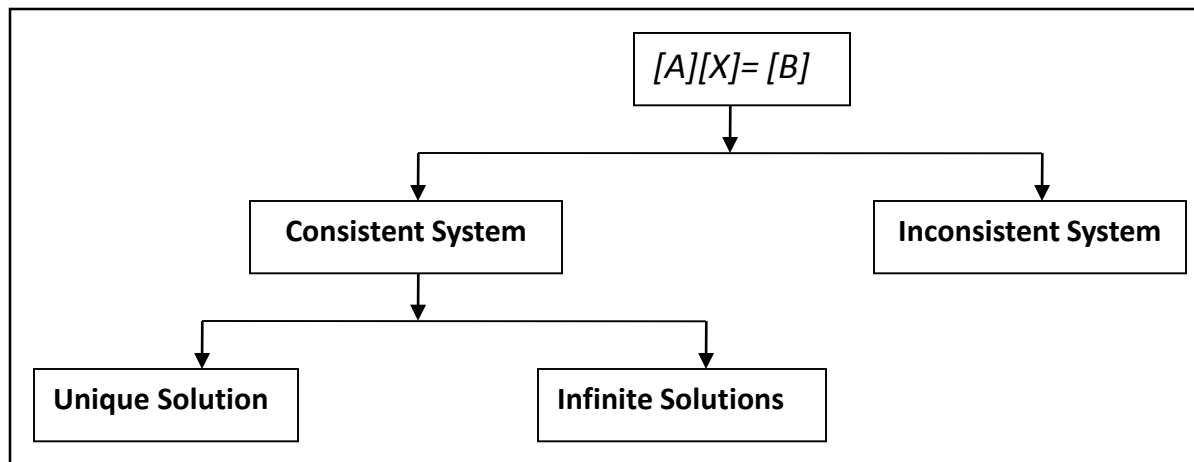 [A][X]= [B]
Consistent System
Inconsistent System
Unique Solution
Infinite Solutions